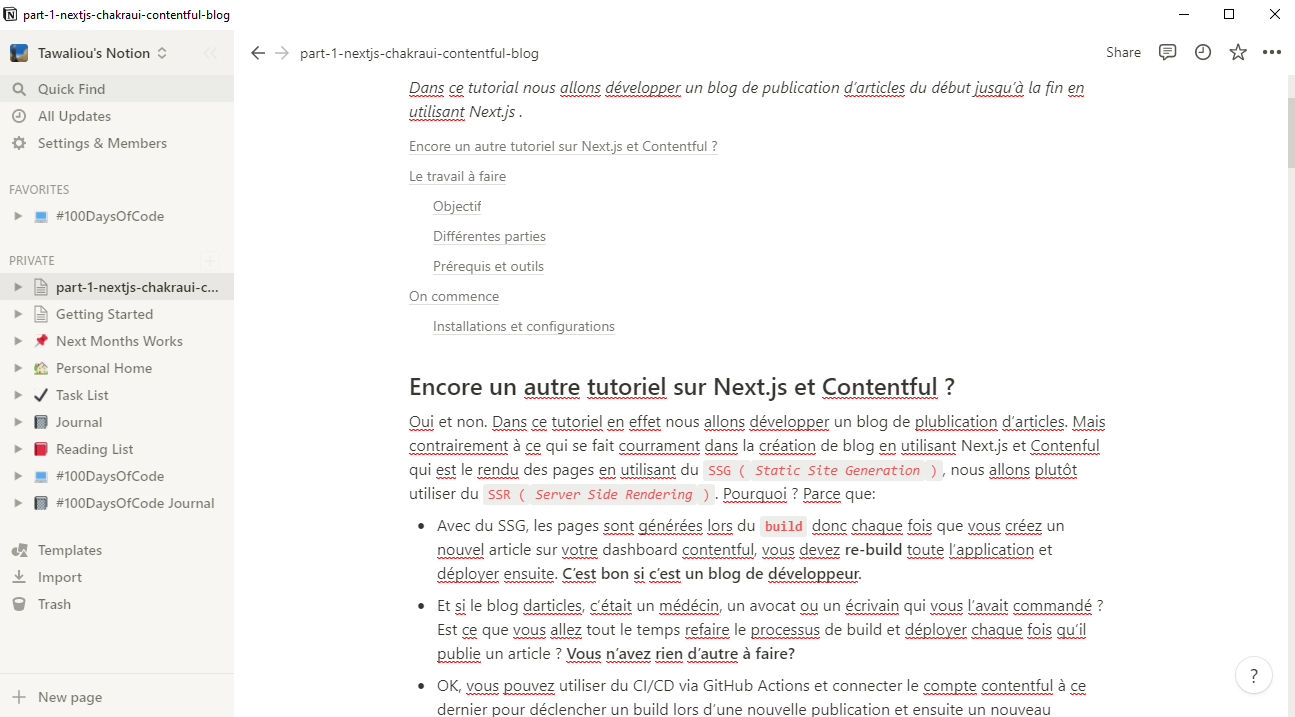 part-1-nextjs-chakraui-contentful-blog
Tawaliou's Notion
Quick Find
All Updates
Settings & Members
FAVORITES
#100DaysOfCode
PRIVATE
part-1-nextjs-chakraui-c...
Getting Started
Next Months Works
Personal Home
Task List
Journal
Reading List
#100DaysOfCode
#100DaysOfCode Journal
Templates
Import
Trash
New page
part-1-nextjs-chakraui-contentful-blog
Share
Dans ce tutorial nous allons développer un blog de publication d'articles du début jusqu'à la fin en
utilisant Next.js .
Encore un autre tutoriel sur Next.js et Contentful ?
Le travail à faire
Objectif
Différentes parties
Prérequis et outils
On commence
Installations et configurations
Encore un autre tutoriel sur Next.js et Contentful ?
Oui et non. Dans ce tutoriel en effet nous allons développer un blog de plublication d'articles. Mais
contrairement à ce qui se fait courrament dans la création de blog en utilisant Next.js et Contenful
qui est le rendu des pages en utilisant du SSG ( Static Site Generation ), nous allons plutôt
utiliser du SSR ( Server Side Rendering ). Pourquoi ? Parce que:
• Avec du SSG, les pages sont générées lors du build donc chaque fois que vous créez un
nouvel article sur votre dashboard contentful, vous devez re-build toute l'application et
déployer ensuite. C'est bon si c'est un blog de développeur.
• Et si le blog darticles, c'était un médécin, un avocat ou un écrivain qui vous l'avait commandé ?
Est ce que vous allez tout le temps refaire le processus de build et déployer chaque fois qu'il
publie un article ? Vous n'avez rien d'autre à faire?
• OK, vous pouvez utiliser du CI/CD via GitHub Actions et connecter le compte contentful à ce
dernier pour déclencher un build lors d'une nouvelle publication et ensuite un nouveau
?